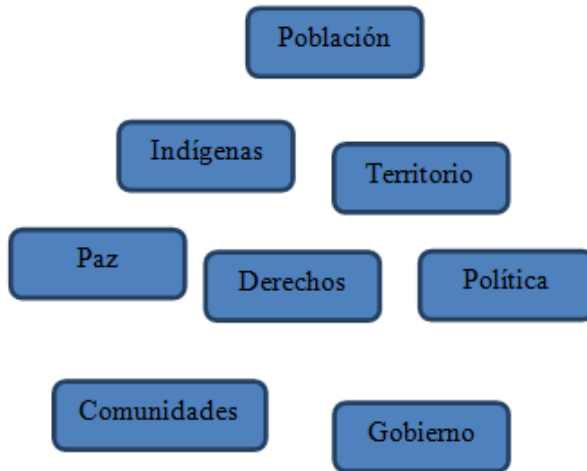 Población
Indígenas
Territorio
Paz
Derechos
Política
Comunidades
Gobierno